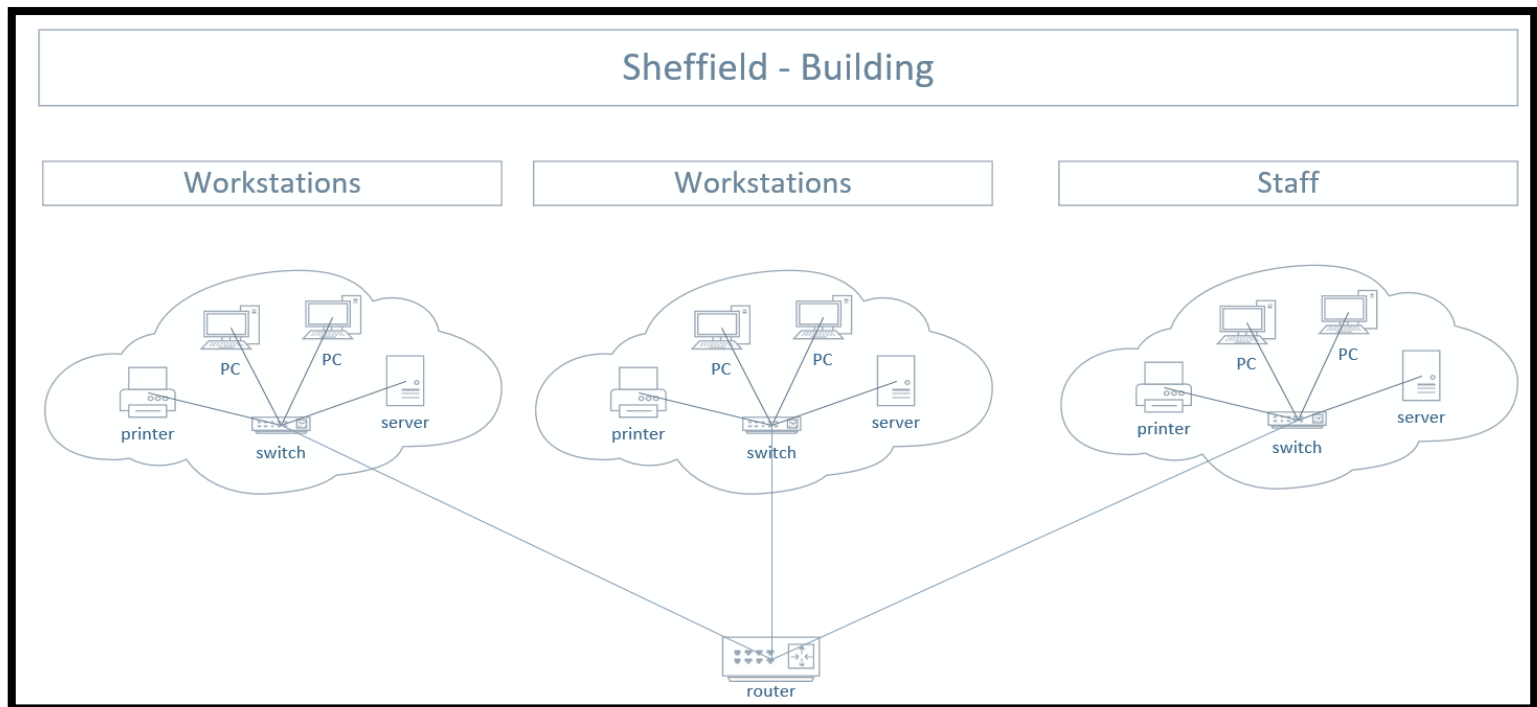 Sheffield - Building
Workstations
Workstations
Staff
PC
PC
printer
server
switch
PC
PC
printer
server
switch
PC
PC
printer
server
switch
router